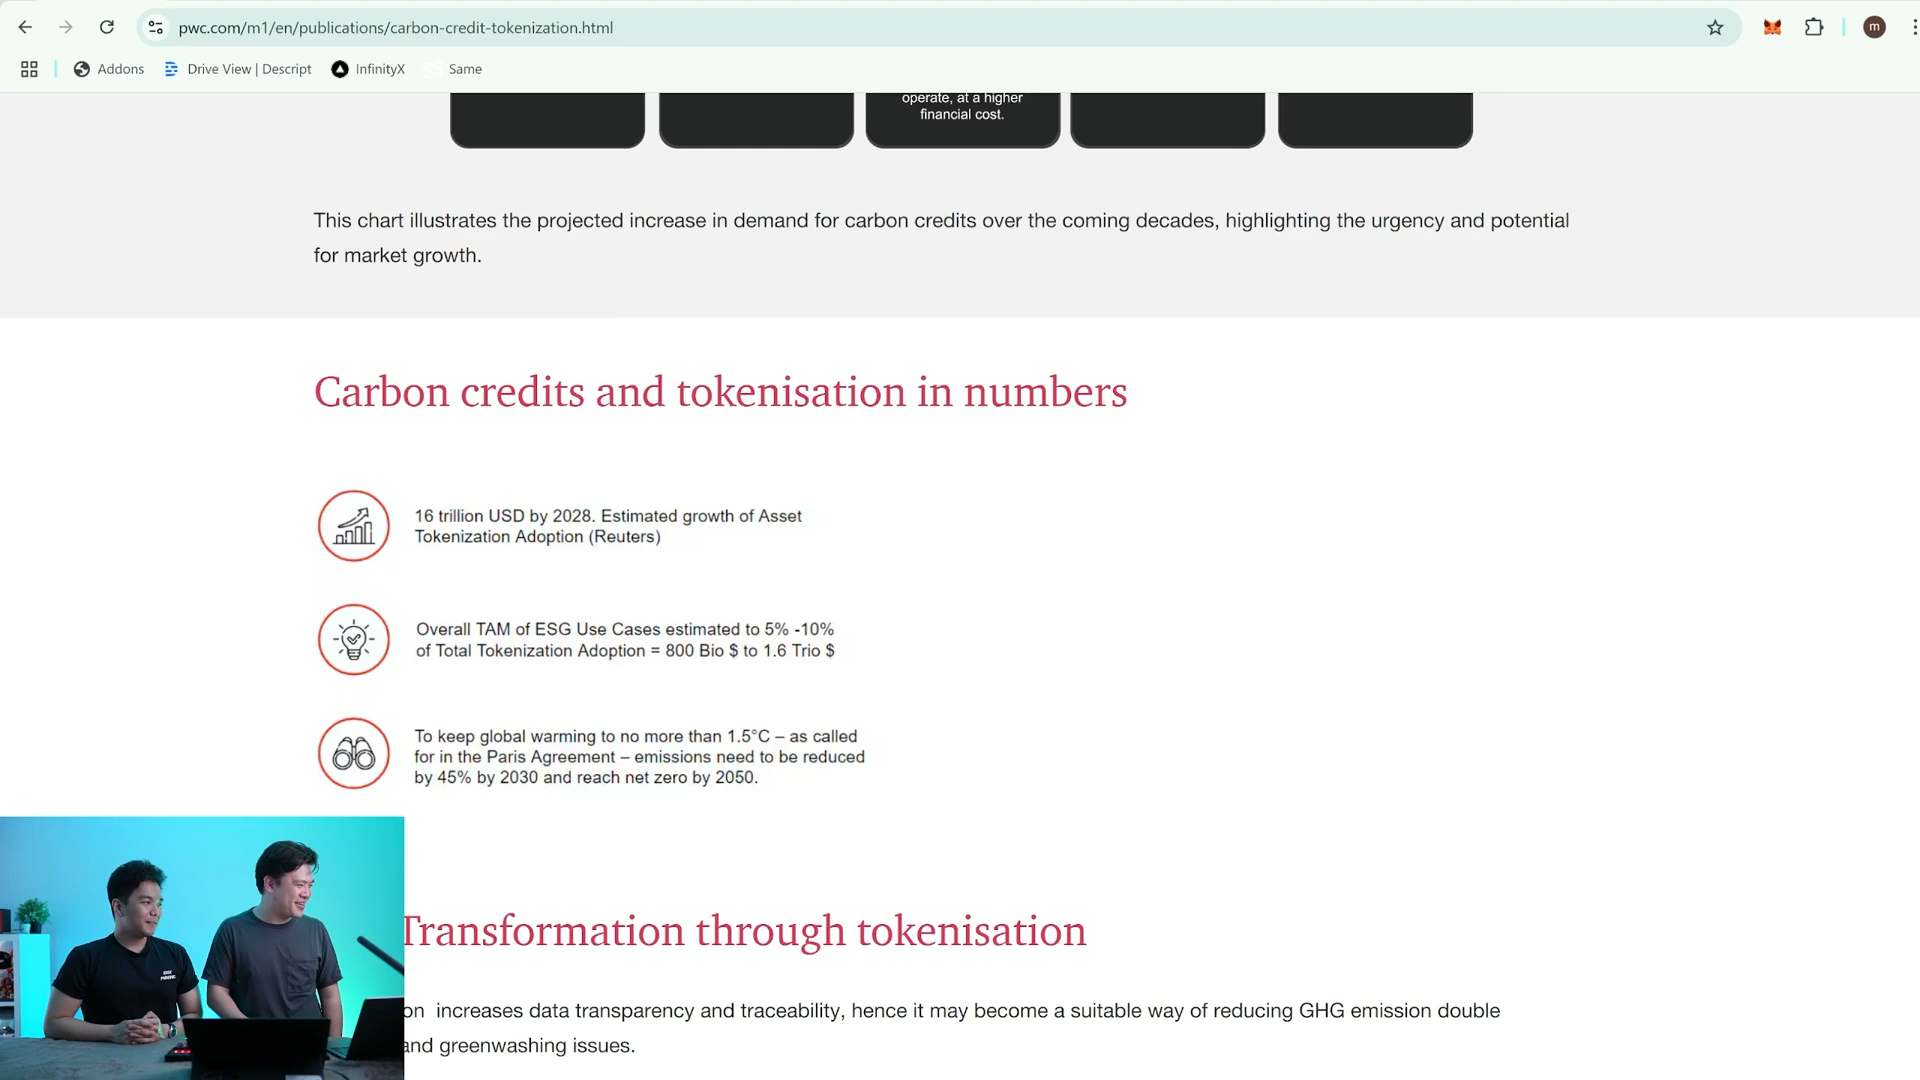 pwc.com/m1/en/publications/carbon-credit-tokenization.html
m
Addons
Drive View | Descript
InfinityX
Same
operate, at a higher
financial cost.
This chart illustrates the projected increase in demand for carbon credits over the coming decades, highlighting the urgency and potential
for market growth.
Carbon credits and tokenisation in numbers
16 trillion USD by 2028. Estimated growth of Asset
Tokenization Adoption (Reuters)
Overall TAM of ESG Use Cases estimated to 5% -10%
of Total Tokenization Adoption = 800 Bio $ to 1.6 Trio $
To keep global warming to no more than 1.5°C – as called
for in the Paris Agreement – emissions need to be reduced
by 45% by 2030 and reach net zero by 2050.
Transformation through tokenisation
on increases data transparency and traceability, hence it may become a suitable way of reducing GHG emission double
and greenwashing issues.